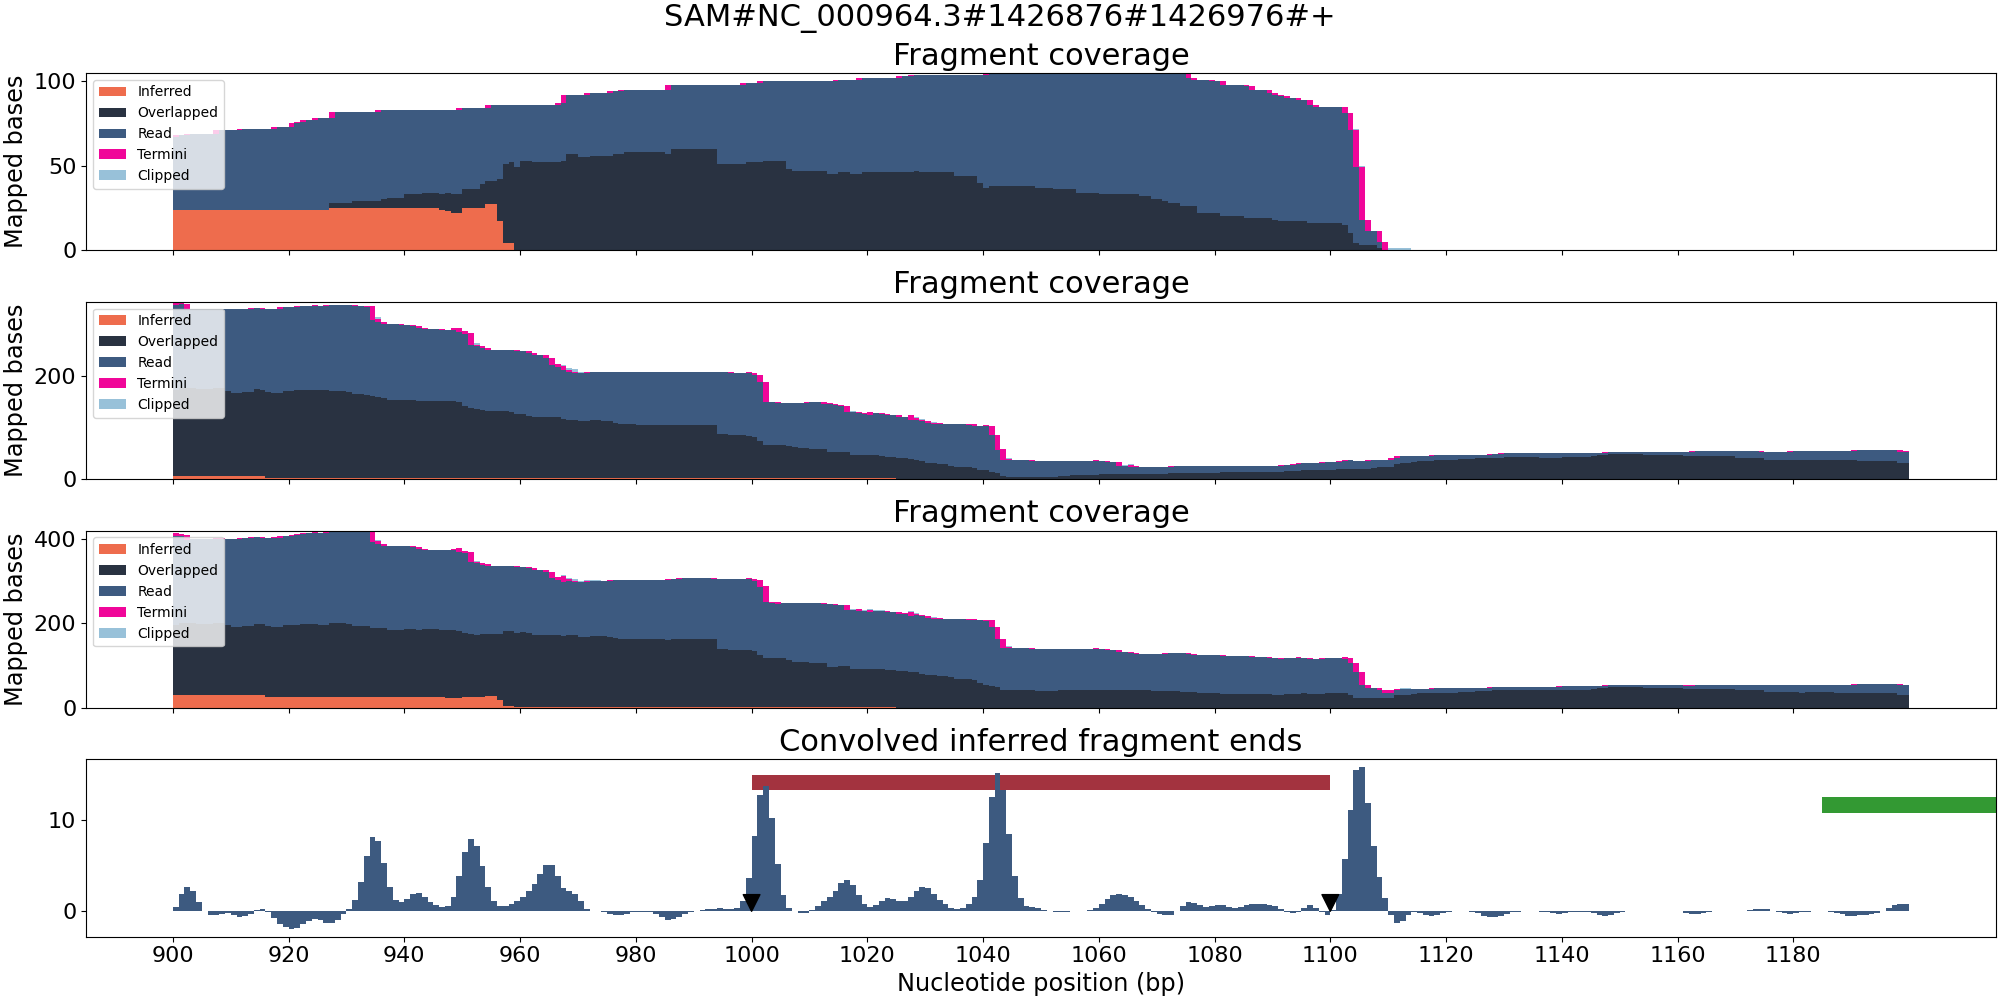 SAM#NC_000964.3#1426876#1426976#+
Fragment coverage
100
50
0
Mapped bases
Inferred
Overlapped
Read
Termini
Clipped
Fragment coverage
200
0
Mapped bases
Inferred
Overlapped
Read
Termini
Clipped
Fragment coverage
400
200
0
Mapped bases
Inferred
Overlapped
Read
Termini
Clipped
Convolved inferred fragment ends
10
0
900 920 940 960 980 1000 1020 1040 1060 1080 1100 1120 1140 1160 1180
Nucleotide position (bp)